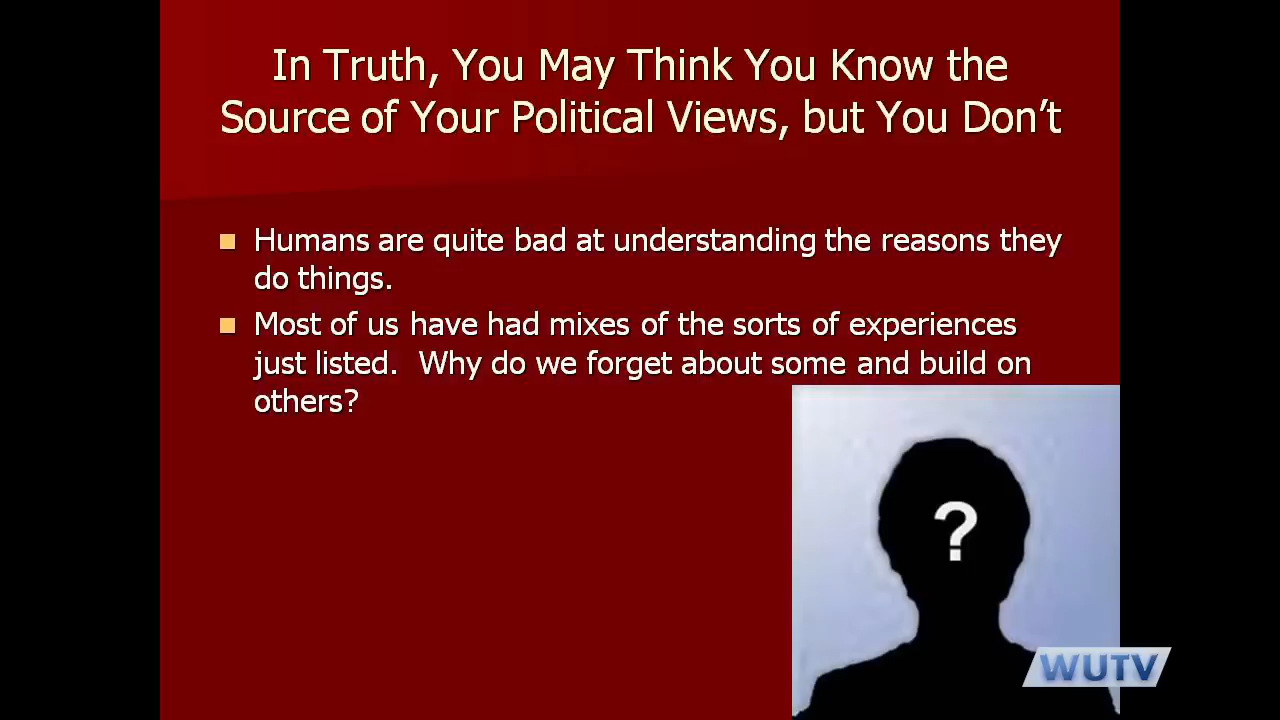 In Truth, You May Think You Know the
Source of Your Political Views, but You Don’t
■ Humans are quite bad at understanding the reasons they
do things.
■ Most of us have had mixes of the sorts of experiences
just listed.  Why do we forget about some and build on
others?
?
WUTV